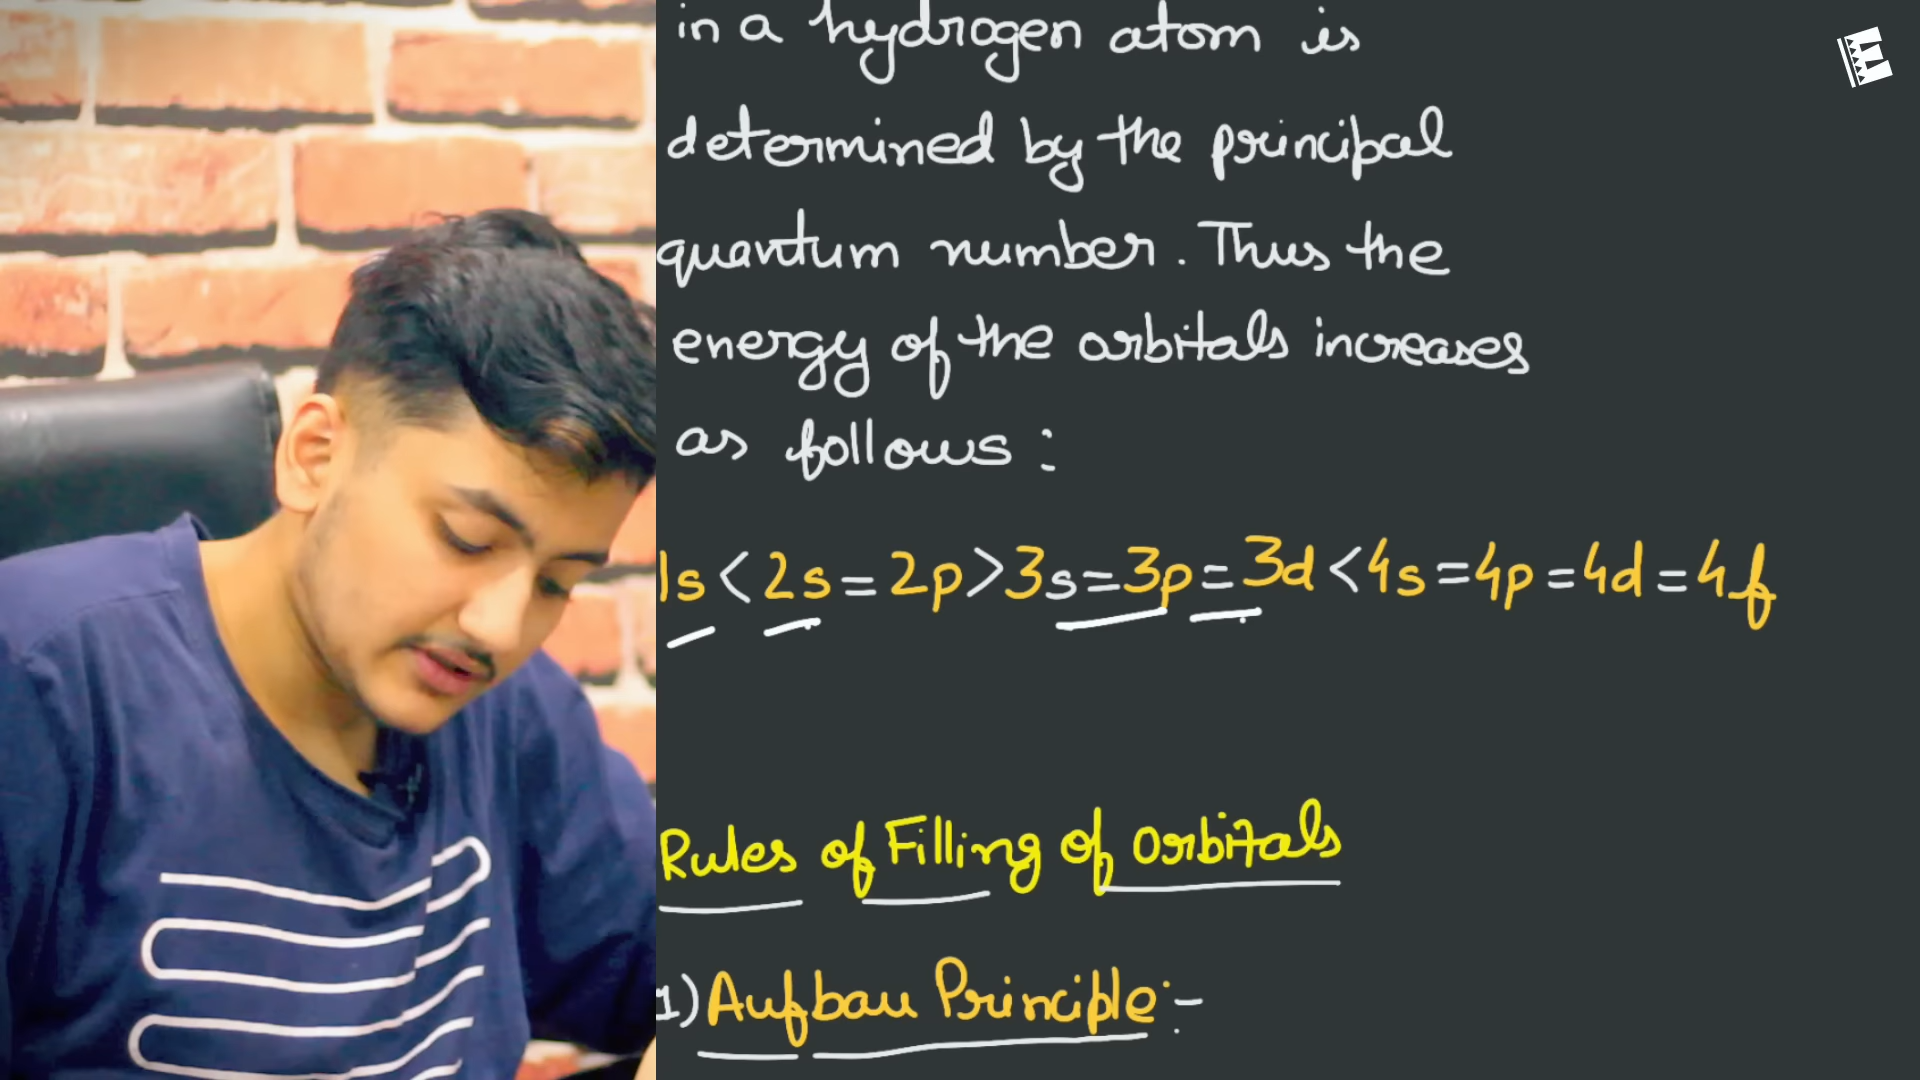 in a hydrogen atom is
determined by the principal
quantum number. Thus the
energy of the orbitals increases
as follows :
1s < 2s = 2p > 3s = 3p = 3d < 4s = 4p = 4d = 4f
Rules of Filling of orbitals
1) Aufbau Principle :-